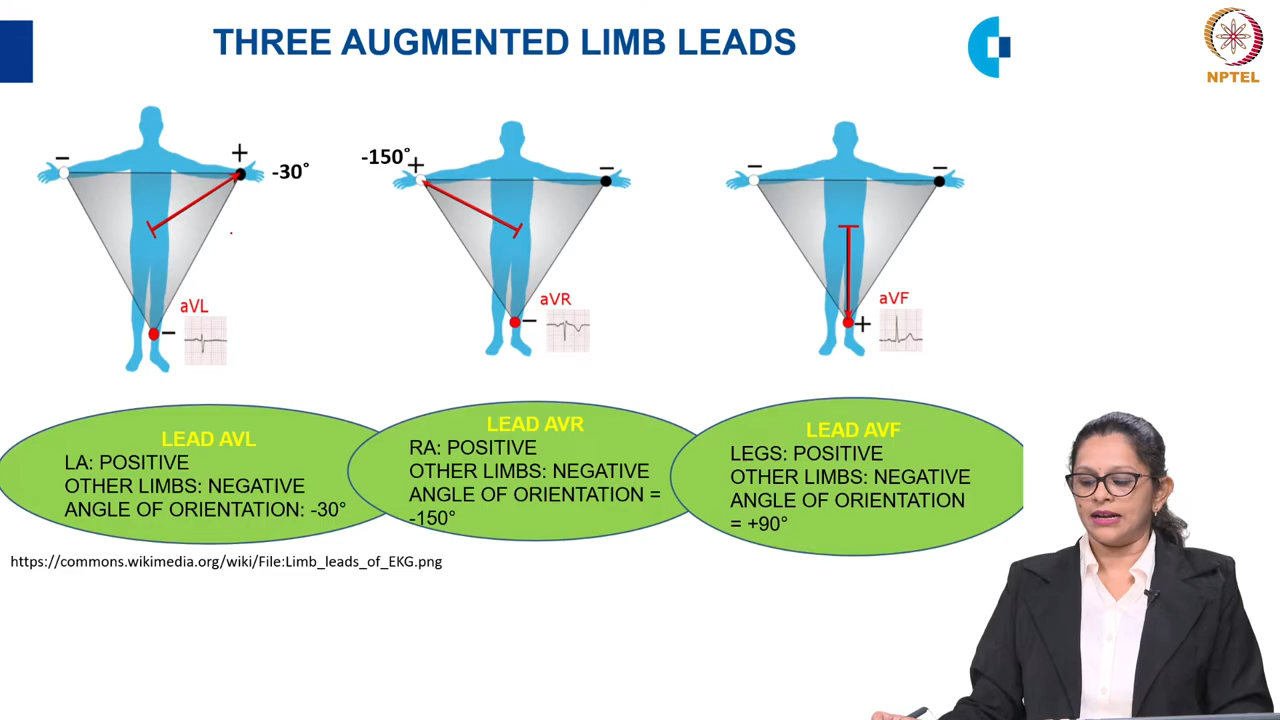 THREE AUGMENTED LIMB LEADS
NPTEL
−
+
-30°
-150°
+
−
−
−
aVL
−
aVR
−
aVF
+
LEAD AVL
LA: POSITIVE
OTHER LIMBS: NEGATIVE
ANGLE OF ORIENTATION: -30°
LEAD AVR
RA: POSITIVE
OTHER LIMBS: NEGATIVE
ANGLE OF ORIENTATION =
-150°
LEAD AVF
LEGS: POSITIVE
OTHER LIMBS: NEGATIVE
ANGLE OF ORIENTATION
= +90°
https://commons.wikimedia.org/wiki/File:Limb_leads_of_EKG.png